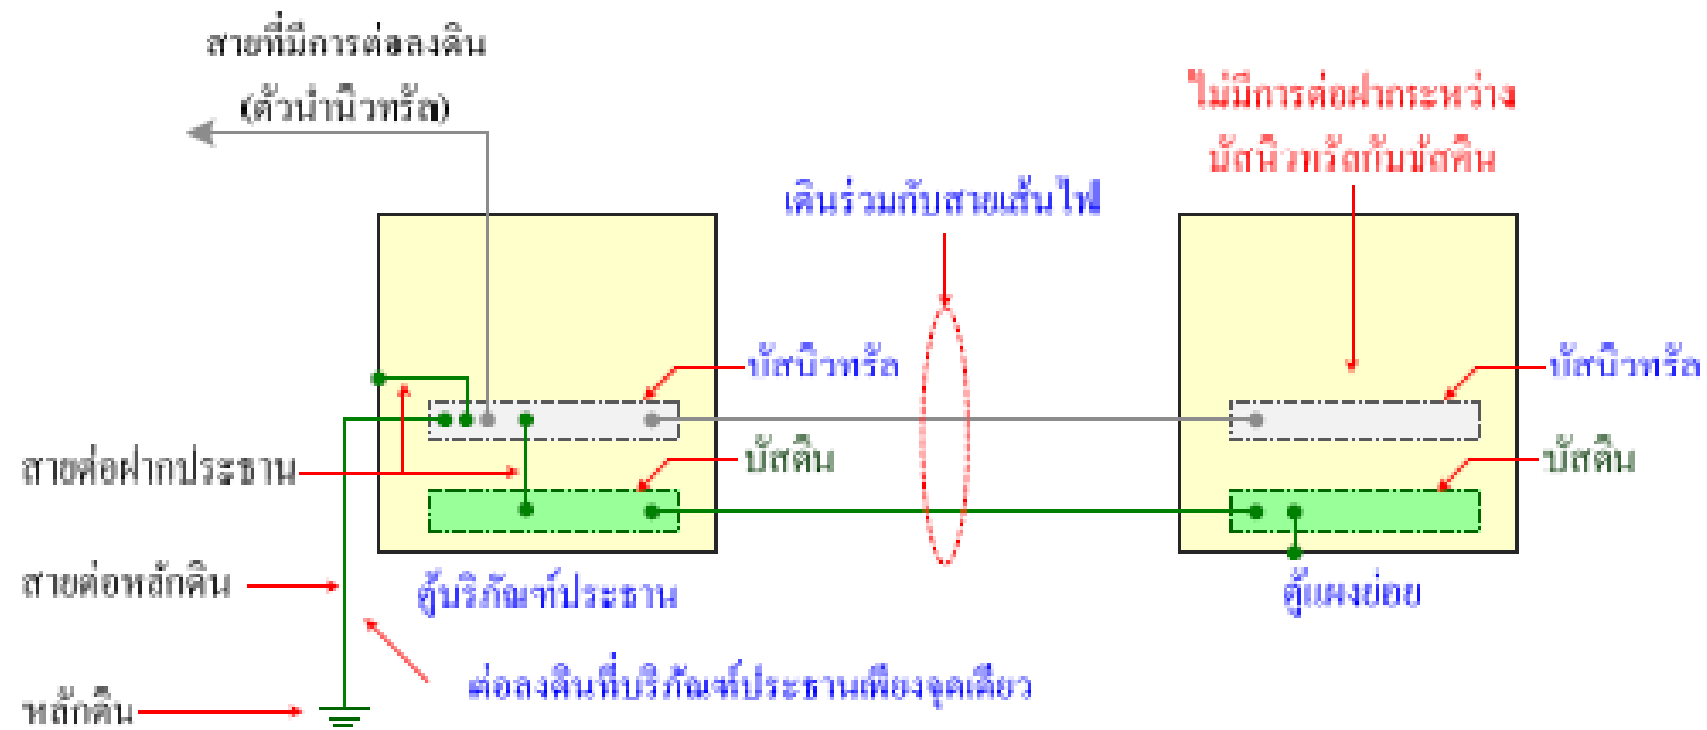 สายที่มีการต่อลงดิน
(ตัวนำนิวทรัล)
ไม่มีการต่อฝากระหว่าง
บัสนิวทรัลกับบัสดิน
เดินร่วมกับสายเส้นไฟ
บัสนิวทรัล
บัสนิวทรัล
บัสดิน
บัสดิน
สายต่อฝากประธาน
สายต่อหลักดิน
ตู้บริภัณฑ์ประธาน
ตู้แผงย่อย
ต่อลงดินที่บริภัณฑ์ประธานเพียงจุดเดียว
หลักดิน